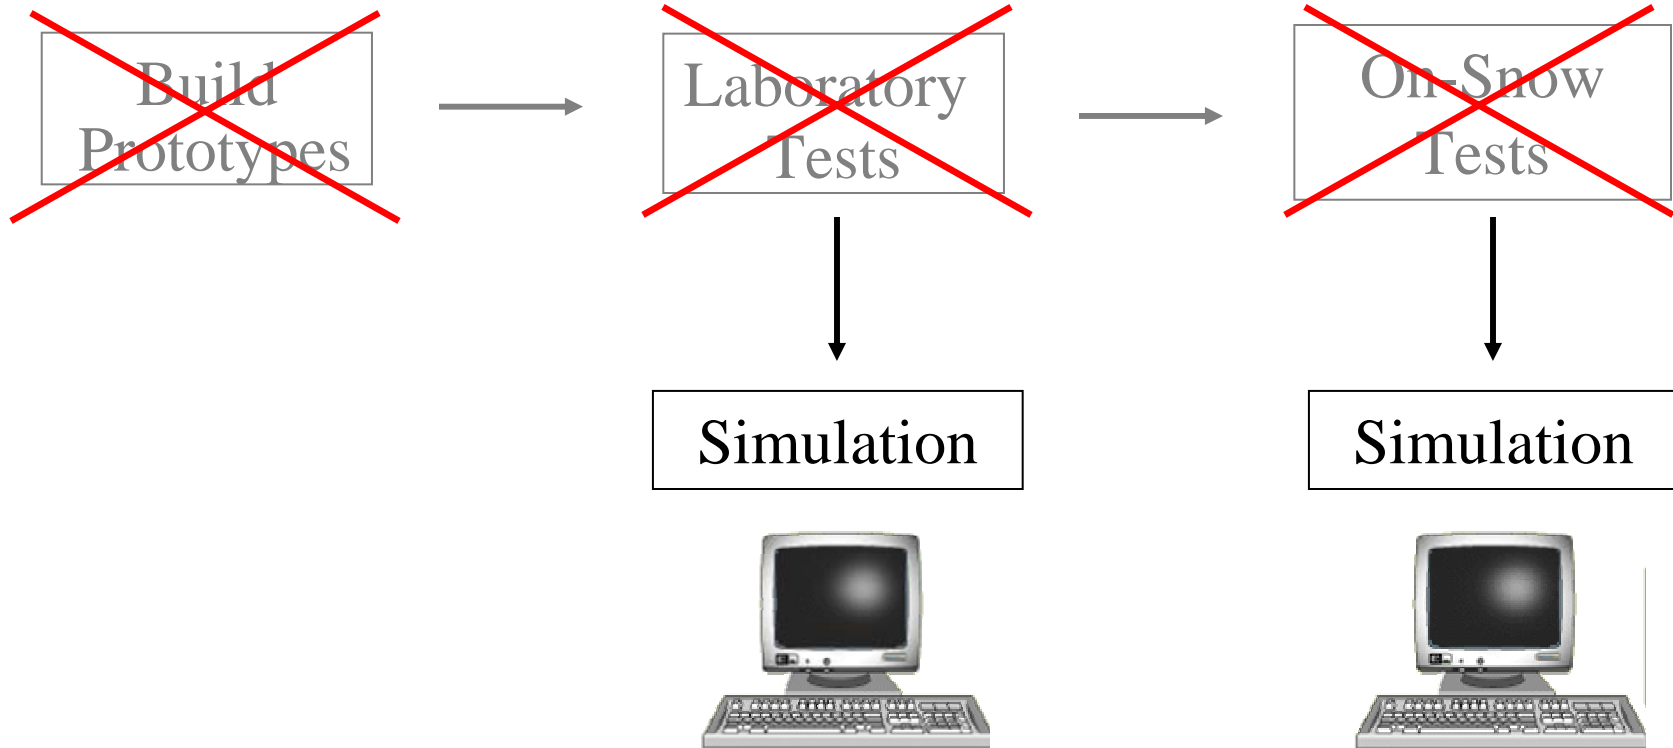 Build
Prototypes
Laboratory
Tests
On-Snow
Tests
Simulation
Simulation